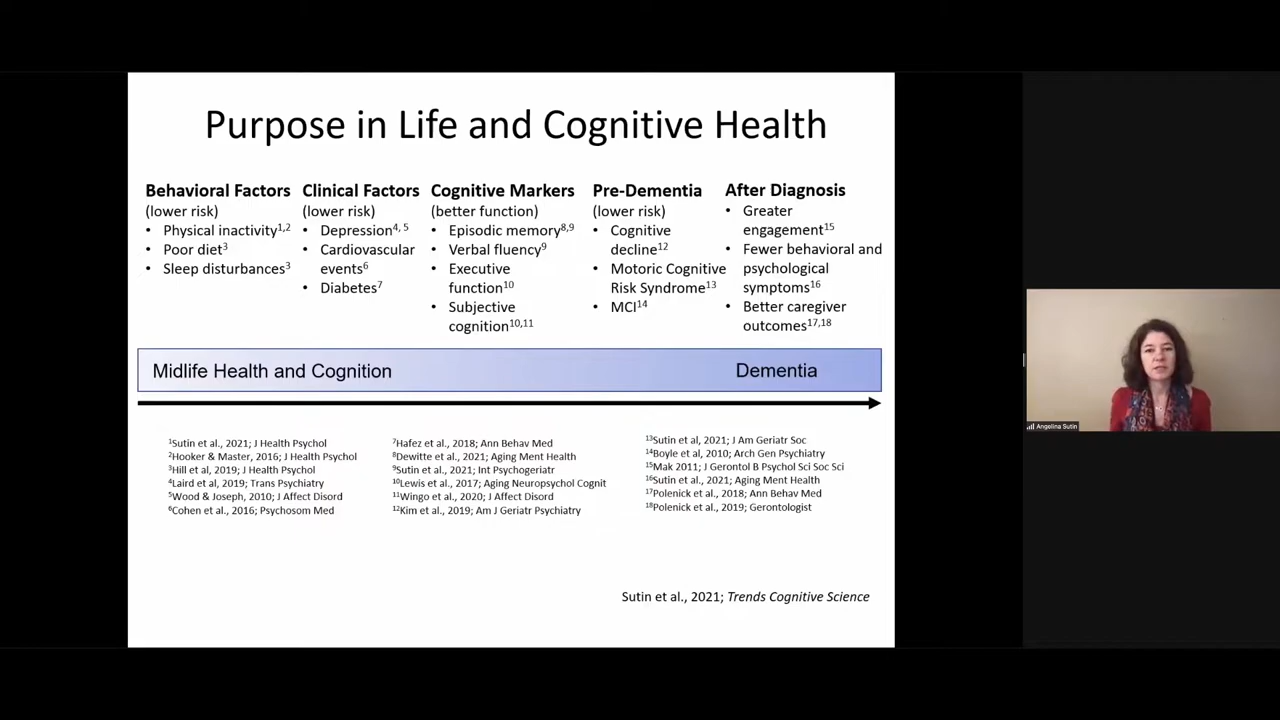 Purpose in Life and Cognitive Health
Behavioral Factors
(lower risk)
• Physical inactivity1,2
• Poor diet3
• Sleep disturbances3
Clinical Factors
(lower risk)
• Depression4, 5
• Cardiovascular
events6
• Diabetes7
Cognitive Markers
(better function)
• Episodic memory8,9
• Verbal fluency9
• Executive
function10
• Subjective
cognition10,11
Pre-Dementia
(lower risk)
• Cognitive
decline12
• Motoric Cognitive
Risk Syndrome13
• MCI14
After Diagnosis
• Greater
engagement15
• Fewer behavioral and
psychological
symptoms16
• Better caregiver
outcomes17,18
Midlife Health and Cognition
Dementia
1Sutin et al., 2021; J Health Psychol
2Hooker & Master, 2016; J Health Psychol
3Hill et al, 2019; J Health Psychol
4Laird et al, 2019; Trans Psychiatry
5Wood & Joseph, 2010; J Affect Disord
6Cohen et al., 2016; Psychosom Med
7Hafez et al., 2018; Ann Behav Med
8Dewitte et al., 2021; Aging Ment Health
9Sutin et al., 2021; Int Psychogeriatr
10Lewis et al., 2017; Aging Neuropsychol Cognit
11Wingo et al., 2020; J Affect Disord
12Kim et al., 2019; Am J Geriatr Psychiatry
13Sutin et al, 2021; J Am Geriatr Soc
14Boyle et al, 2010; Arch Gen Psychiatry
15Mak 2011; J Gerontol B Psychol Sci Soc Sci
16Sutin et al., 2021; Aging Ment Health
17Polenick et al., 2018; Ann Behav Med
18Polenick et al., 2019; Gerontologist
Sutin et al., 2021; Trends Cognitive Science
Angelina Sutin